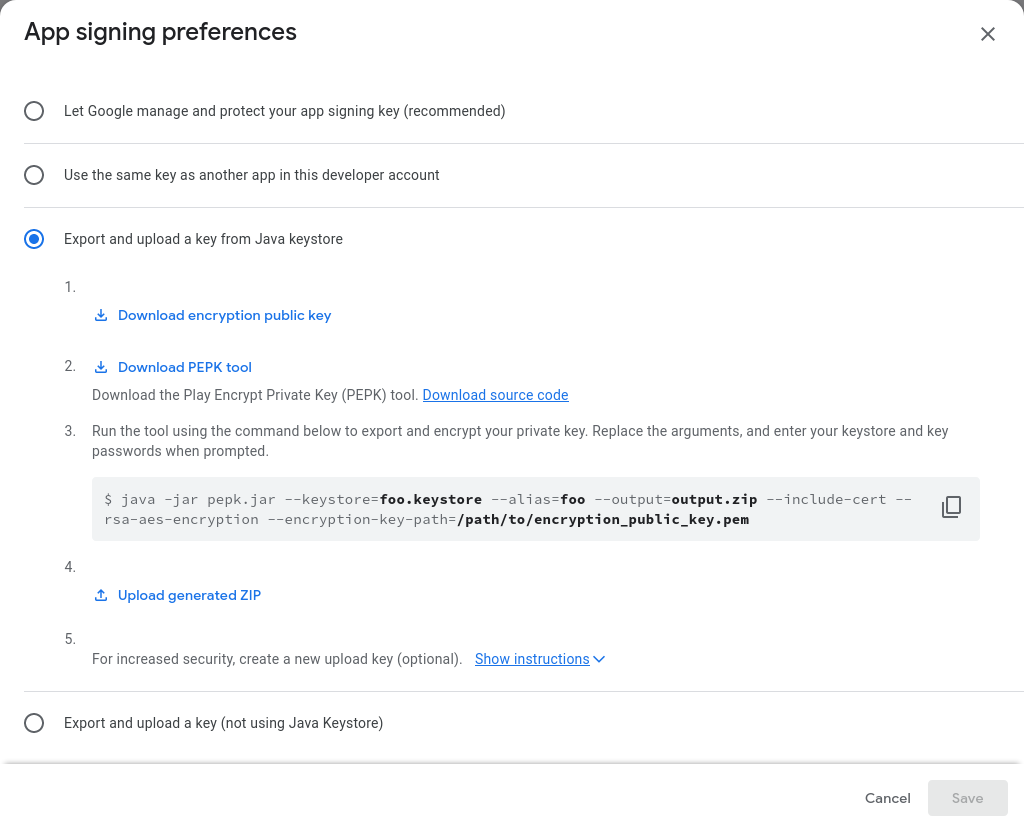 App signing preferences
Let Google manage and protect your app signing key (recommended)
Use the same key as another app in this developer account
Export and upload a key from Java keystore
1.
Download encryption public key
2. Download PEPK tool
Download the Play Encrypt Private Key (PEPK) tool. Download source code
3. Run the tool using the command below to export and encrypt your private key. Replace the arguments, and enter your keystore and key
passwords when prompted.
$ java -jar pepk.jar --keystore=foo.keystore --alias=foo --output=output.zip --include-cert --
rsa-aes-encryption --encryption-key-path=/path/to/encryption_public_key.pem
4.
Upload generated ZIP
5.
For increased security, create a new upload key (optional). Show instructions
Export and upload a key (not using Java Keystore)
Cancel Save